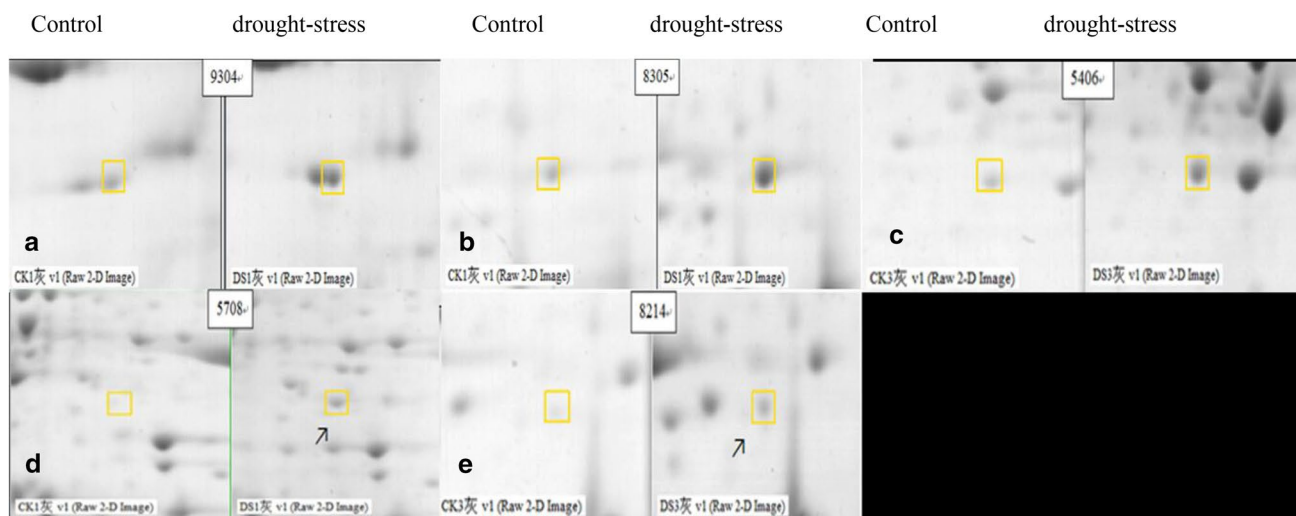 Control drought-stress Control drought-stress Control drought-stress
9304 8305 5406
a b c
CK1灰 v1 (Raw 2-D Image) DS1灰 v1 (Raw 2-D Image) CK1灰 v1 (Raw 2-D Image) DS1灰 v1 (Raw 2-D Image) CK3灰 v1 (Raw 2-D Image) DS3灰 v1 (Raw 2-D Image)
5708 8214
d e
CK1灰 v1 (Raw 2-D Image) DS1灰 v1 (Raw 2-D Image) CK3灰 v1 (Raw 2-D Image) DS3灰 v1 (Raw 2-D Image)